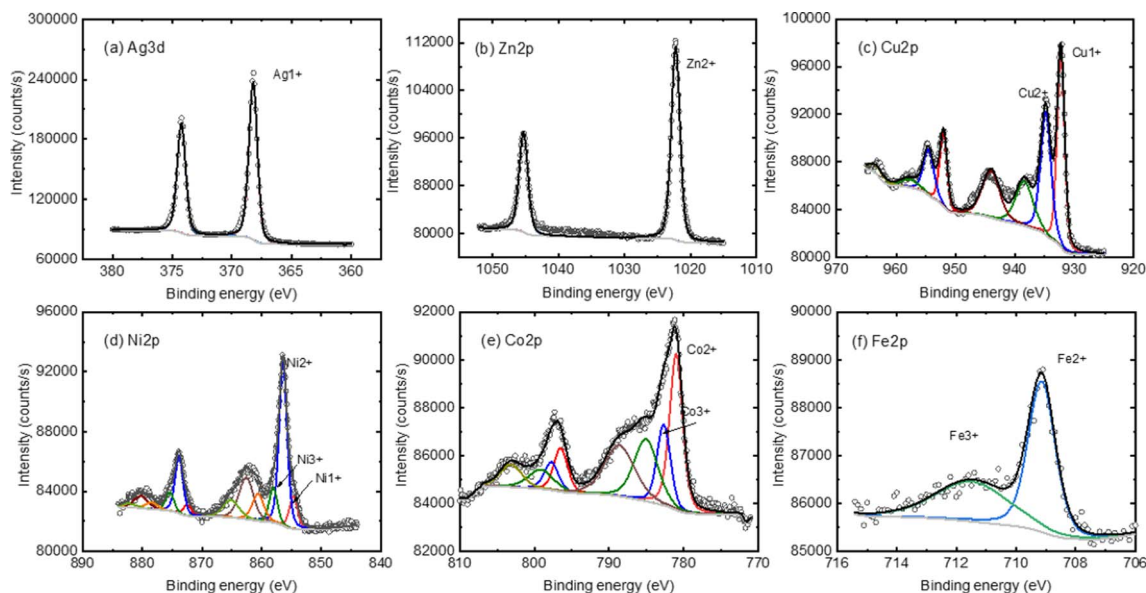 (a) Ag3d
Ag1+
300000
240000
180000
120000
60000
380
375
370
365
360
Intensity (counts/s)
Binding energy (eV)
(b) Zn2p
Zn2+
112000
104000
96000
88000
80000
1050
1040
1030
1020
1010
Intensity (counts/s)
Binding energy (eV)
(c) Cu2p
Cu1+
Cu2+
100000
96000
92000
88000
84000
80000
970
960
950
940
930
920
Intensity (counts/s)
Binding energy (eV)
(d) Ni2p
Ni2+
Ni3+
Ni1+
96000
92000
88000
84000
80000
890
880
870
860
850
840
Intensity (counts/s)
Binding energy (eV)
(e) Co2p
Co2+
Co3+
92000
90000
88000
86000
84000
82000
810
800
790
780
770
Intensity (counts/s)
Binding energy (eV)
(f) Fe2p
Fe2+
Fe3+
90000
89000
88000
87000
86000
85000
716
714
712
710
708
706
Intensity (counts/s)
Binding energy (eV)